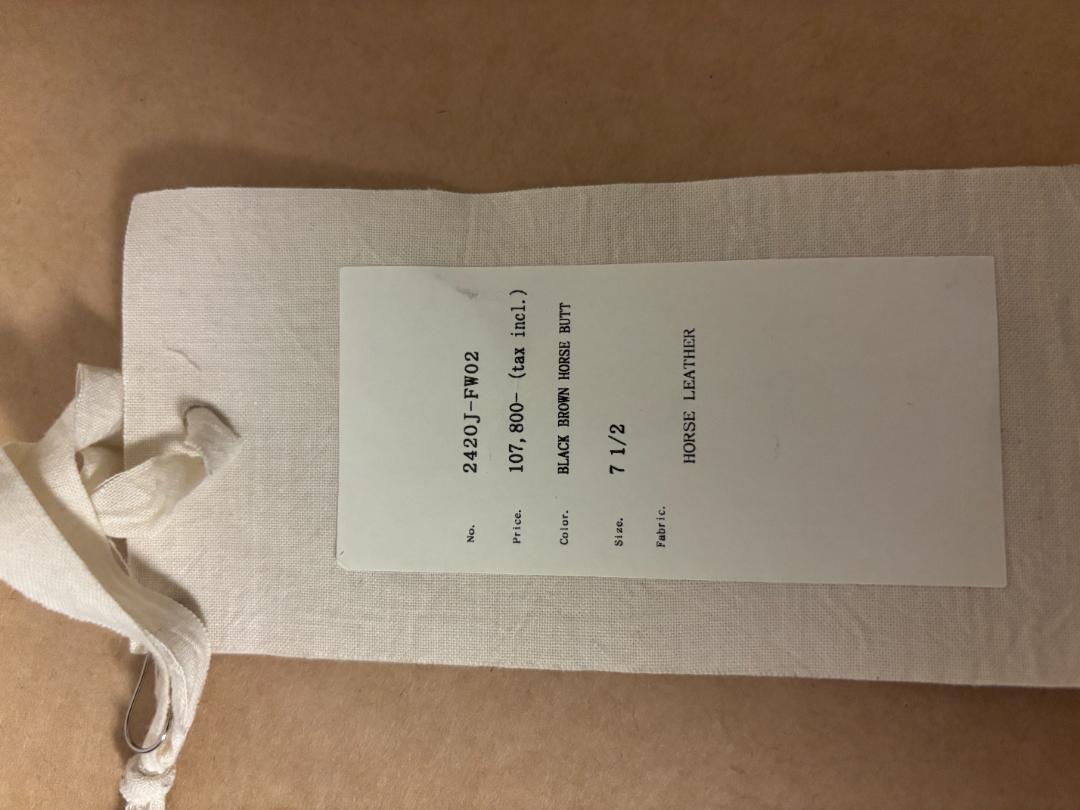 No. 2420J-FW02
Price. 107,800- (tax incl.)
Color. BLACK BROWN HORSE BUTT
Size. 7 1/2
Fabric.
HORSE LEATHER